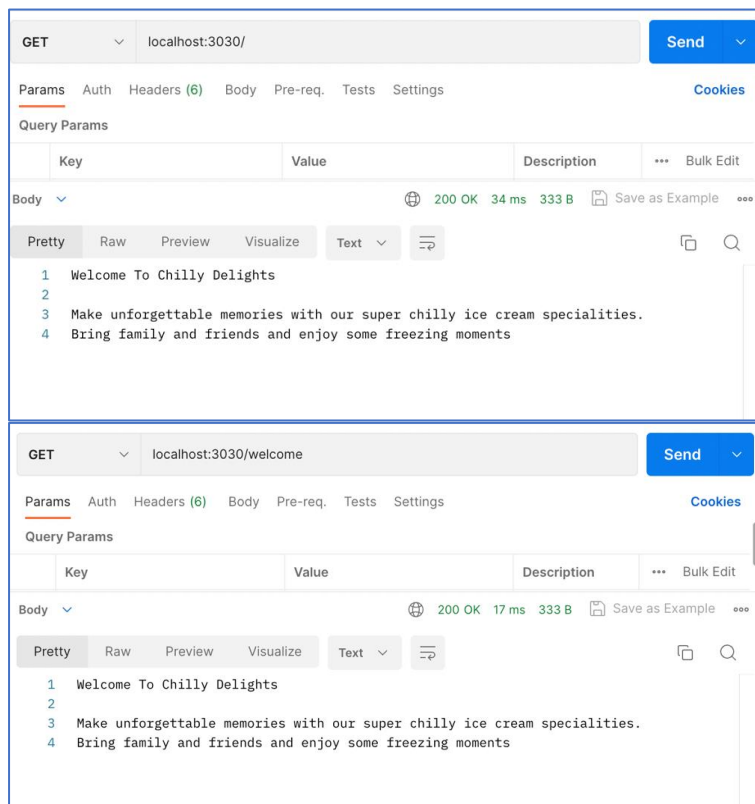 GET localhost:3030/ Send
Params Auth Headers (6) Body Pre-req. Tests Settings Cookies
Query Params
Key Value Description ••• Bulk Edit
Body 200 OK 34 ms 333 B Save as Example
Pretty Raw Preview Visualize Text
1 Welcome To Chilly Delights
2
3 Make unforgettable memories with our super chilly ice cream specialities.
4 Bring family and friends and enjoy some freezing moments
GET localhost:3030/welcome Send
Params Auth Headers (6) Body Pre-req. Tests Settings Cookies
Query Params
Key Value Description ••• Bulk Edit
Body 200 OK 17 ms 333 B Save as Example
Pretty Raw Preview Visualize Text
1 Welcome To Chilly Delights
2
3 Make unforgettable memories with our super chilly ice cream specialities.
4 Bring family and friends and enjoy some freezing moments